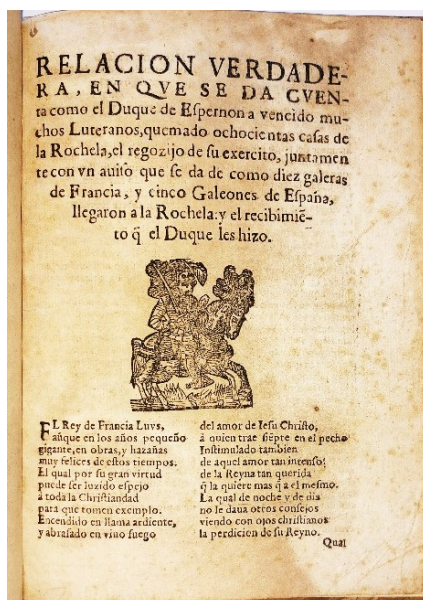 RELACION VERDADE-
RA, EN QVE SE DA CVEN-
ta como el Duque de Espernon a vencido mu-
chos Luteranos, quemado ochocientas casas de
la Rochela, el regozijo de su exercito, juntamen
te con vn auiso que se da de como diez galeras
de Francia, y cinco Galeones de España,
llegaron a la Rochela: y el recibimiẽ-
to q̃ el Duque les hizo.
EL Rey de Francia Luys,
aũque en los años pequeño
gigante, en obras, y hazañas
muy felices de estos tiempos.
El qual por su gran virtud
puede ser luzido espejo
à toda la Christiandad
para que tomen exemplo.
Encendido en llama ardiente,
y abrasado en viuo fuego
del amor de Iesu Christo,
à quien trae siẽpte en el pecho
Instimulado tambien
de aquel amor tan intenso;
de la Reyna tan querida
q̃ la quiere mas q̃ a el mesmo.
La qual de noche y de dia
no le daua otros consejos
viendo con ojos christianos
la perdicion de su Reyno.
Qual